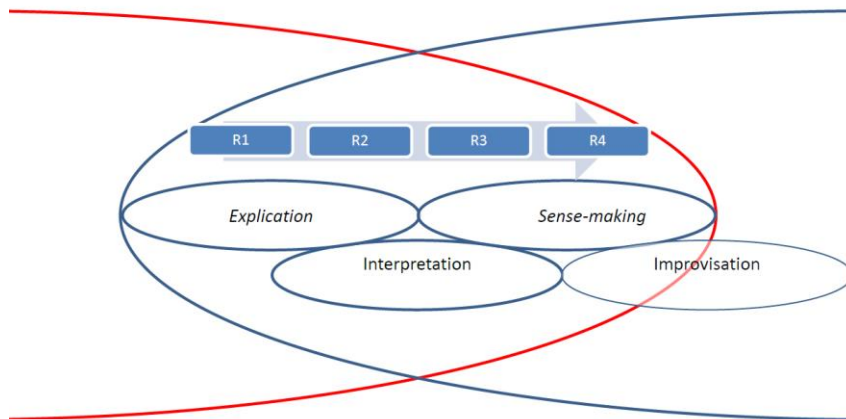 R1 R2 R3 R4
Explication Sense-making
Interpretation Improvisation